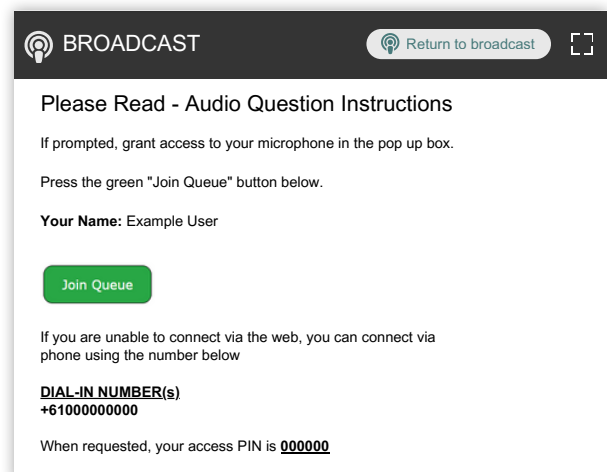 BROADCAST
Return to broadcast
Please Read - Audio Question Instructions
If prompted, grant access to your microphone in the pop up box.
Press the green "Join Queue" button below.
Your Name: Example User
Join Queue
If you are unable to connect via the web, you can connect via
phone using the number below
DIAL-IN NUMBER(s)
+61000000000
When requested, your access PIN is 000000